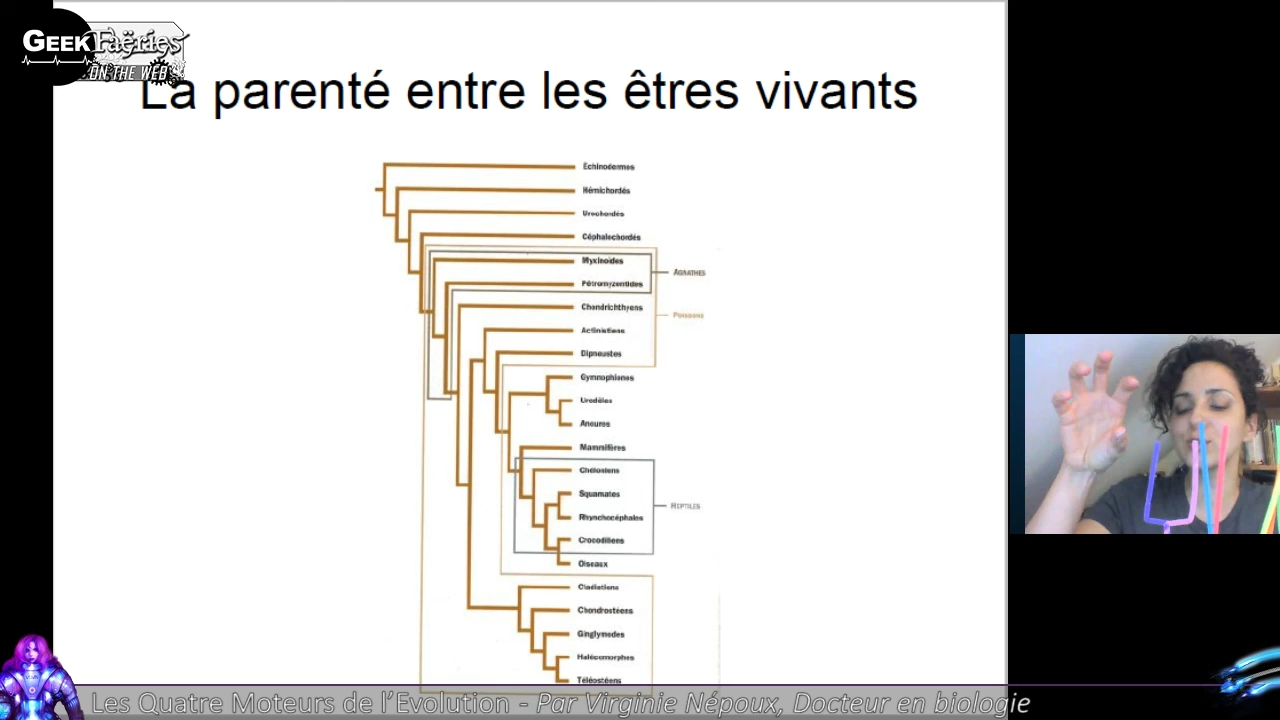 GEEK Faëries
ON THE WEB
La parenté entre les êtres vivants
Echinodermes
Hémichordés
Urochordés
Céphalochordés
Myxinoïdes
AGNATHES
Pétromyzontides
Chondrichthyens
POISSONS
Actinistiens
Dipneustes
Gymnophiones
Urodèles
Anoures
Mammifères
Chéloniens
Squamates
REPTILES
Rhynchocéphales
Crocodiliens
Oiseaux
Cladistiens
Chondrostéens
Ginglymodes
Halécomorphes
Téléostéens
Les Quatre Moteurs de l'Evolution - Par Virginie Népoux, Docteur en biologie